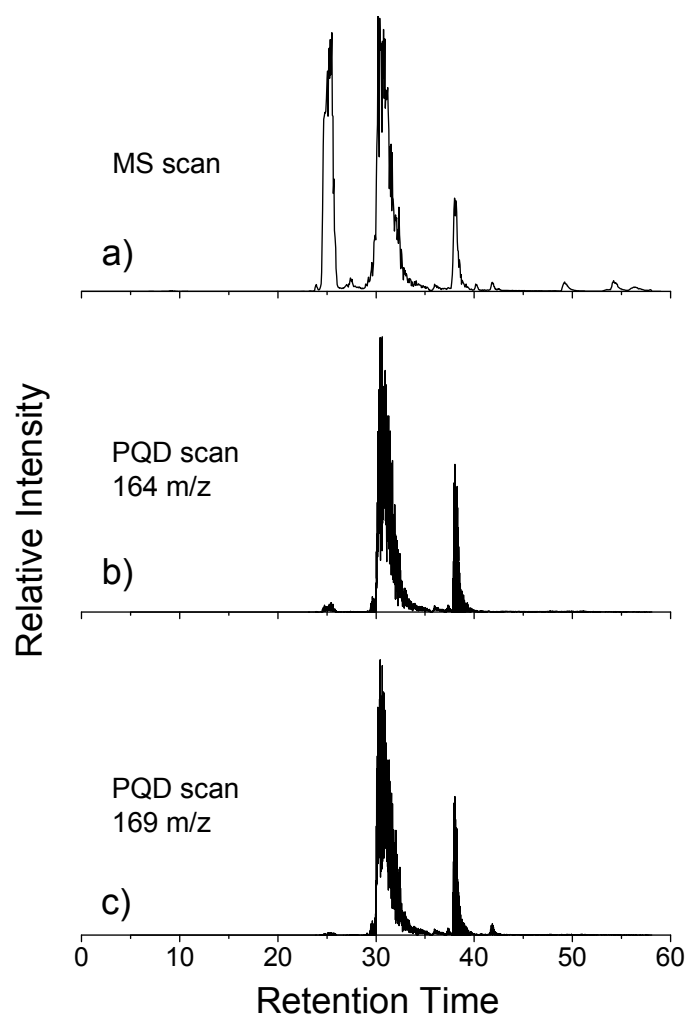 MS scan
a)
PQD scan
164 m/z
b)
PQD scan
169 m/z
c)
Relative Intensity
0 10 20 30 40 50 60
Retention Time